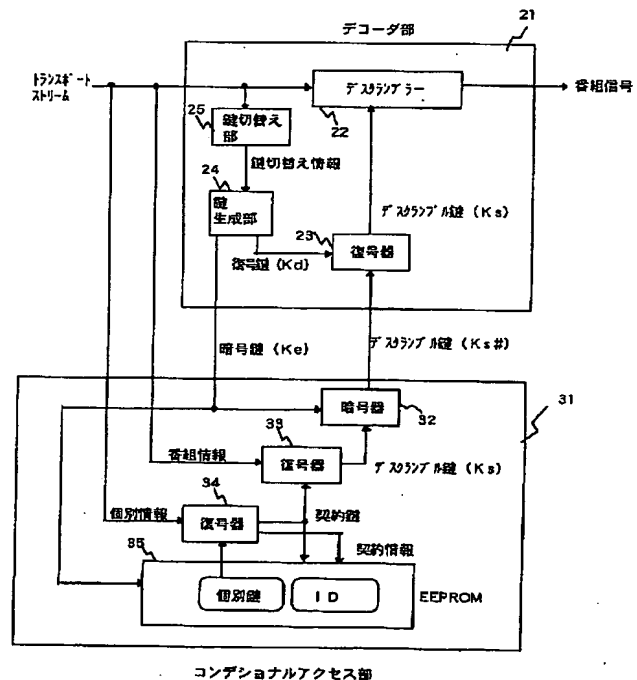 21
デコーダ部
トランスポート
ストリーム
デスクランブラー
番組信号
22
25
鍵切替え
部
鍵切替え情報
24
鍵
生成部
デスクランブル鍵 (Ks)
23
復号器
復号鍵 (Kd)
暗号鍵 (Ke)
デスクランブル鍵 (Ks#)
31
暗号器
32
33
番組情報
復号器
デスクランブル鍵 (Ks)
34
個別情報
復号器
契約鍵
35
契約情報
個別鍵
ID
EEPROM
コンデショナルアクセス部